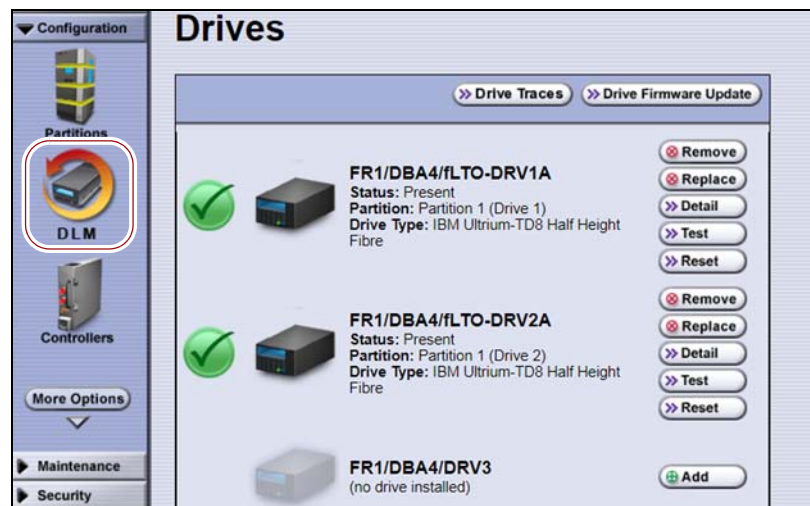 Configuration
Partitions
DLM
Controllers
More Options
Maintenance
Security
Drives
Drive Traces
Drive Firmware Update
FR1/DBA4/fLTO-DRV1A
Status: Present
Partition: Partition 1 (Drive 1)
Drive Type: IBM Ultrium-TD8 Half Height
Fibre
Remove
Replace
Detail
Test
Reset
FR1/DBA4/fLTO-DRV2A
Status: Present
Partition: Partition 1 (Drive 2)
Drive Type: IBM Ultrium-TD8 Half Height
Fibre
Remove
Replace
Detail
Test
Reset
FR1/DBA4/DRV3
(no drive installed)
Add